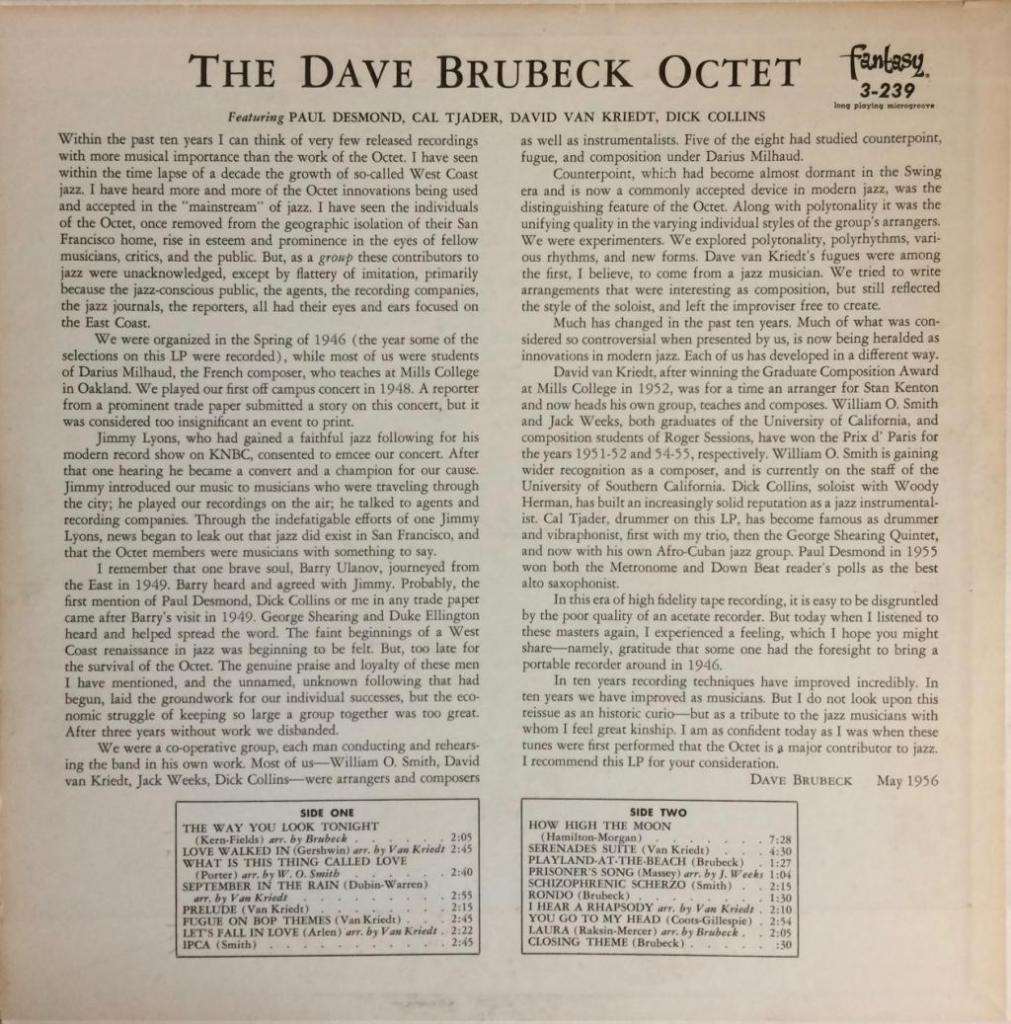 THE DAVE BRUBECK OCTET
fantasy
3-239
long playing microgroove
Featuring PAUL DESMOND, CAL TJADER, DAVID VAN KRIEDT, DICK COLLINS
Within the past ten years I can think of very few released recordings
with more musical importance than the work of the Octet. I have seen
within the time lapse of a decade the growth of so-called West Coast
jazz. I have heard more and more of the Octet innovations being used
and accepted in the "mainstream" of jazz. I have seen the individuals
of the Octet, once removed from the geographic isolation of their San
Francisco home, rise in esteem and prominence in the eyes of fellow
musicians, critics, and the public. But, as a group these contributors to
jazz were unacknowledged, except by flattery of imitation, primarily
because the jazz-conscious public, the agents, the recording companies,
the jazz journals, the reporters, all had their eyes and ears focused on
the East Coast.
We were organized in the Spring of 1946 (the year some of the
selections on this LP were recorded), while most of us were students
of Darius Milhaud, the French composer, who teaches at Mills College
in Oakland. We played our first off campus concert in 1948. A reporter
from a prominent trade paper submitted a story on this concert, but it
was considered too insignificant an event to print.
Jimmy Lyons, who had gained a faithful jazz following for his
modern record show on KNBC, consented to emcee our concert. After
that one hearing he became a convert and a champion for our cause.
Jimmy introduced our music to musicians who were traveling through
the city; he played our recordings on the air; he talked to agents and
recording companies. Through the indefatigable efforts of one Jimmy
Lyons, news began to leak out that jazz did exist in San Francisco, and
that the Octet members were musicians with something to say.
I remember that one brave soul, Barry Ulanov, journeyed from
the East in 1949. Barry heard and agreed with Jimmy. Probably, the
first mention of Paul Desmond, Dick Collins or me in any trade paper
came after Barry's visit in 1949. George Shearing and Duke Ellington
heard and helped spread the word. The faint beginnings of a West
Coast renaissance in jazz was beginning to be felt. But, too late for
the survival of the Octet. The genuine praise and loyalty of these men
I have mentioned, and the unnamed, unknown following that had
begun, laid the groundwork for our individual successes, but the eco-
nomic struggle of keeping so large a group together was too great.
After three years without work we disbanded.
We were a co-operative group, each man conducting and rehears-
ing the band in his own work. Most of us—William O. Smith, David
van Kriedt, Jack Weeks, Dick Collins—were arrangers and composers
as well as instrumentalists. Five of the eight had studied counterpoint,
fugue, and composition under Darius Milhaud.
Counterpoint, which had become almost dormant in the Swing
era and is now a commonly accepted device in modern jazz, was the
distinguishing feature of the Octet. Along with polytonality it was the
unifying quality in the varying individual styles of the group's arrangers.
We were experimenters. We explored polytonality, polyrhythms, vari-
ous rhythms, and new forms. Dave van Kriedt's fugues were among
the first, I believe, to come from a jazz musician. We tried to write
arrangements that were interesting as composition, but still reflected
the style of the soloist, and left the improviser free to create.
Much has changed in the past ten years. Much of what was con-
sidered so controversial when presented by us, is now being heralded as
innovations in modern jazz. Each of us has developed in a different way.
David van Kriedt, after winning the Graduate Composition Award
at Mills College in 1952, was for a time an arranger for Stan Kenton
and now heads his own group, teaches and composes. William O. Smith
and Jack Weeks, both graduates of the University of California, and
composition students of Roger Sessions, have won the Prix d' Paris for
the years 1951-52 and 54-55, respectively. William O. Smith is gaining
wider recognition as a composer, and is currently on the staff of the
University of Southern California. Dick Collins, soloist with Woody
Herman, has built an increasingly solid reputation as a jazz instrumental-
ist. Cal Tjader, drummer on this LP, has become famous as drummer
and vibraphonist, first with my trio, then the George Shearing Quintet,
and now with his own Afro-Cuban jazz group. Paul Desmond in 1955
won both the Metronome and Down Beat reader's polls as the best
alto saxophonist.
In this era of high fidelity tape recording, it is easy to be disgruntled
by the poor quality of an acetate recorder. But today when I listened to
these masters again, I experienced a feeling, which I hope you might
share—namely, gratitude that some one had the foresight to bring a
portable recorder around in 1946.
In ten years recording techniques have improved incredibly. In
ten years we have improved as musicians. But I do not look upon this
reissue as an historic curio—but as a tribute to the jazz musicians with
whom I feel great kinship. I am as confident today as I was when these
tunes were first performed that the Octet is a major contributor to jazz.
I recommend this LP for your consideration.
DAVE BRUBECK May 1956
SIDE ONE
THE WAY YOU LOOK TONIGHT
(Kern-Fields) arr. by Brubeck . . . . . . 2:05
LOVE WALKED IN (Gershwin) arr. by Van Kriedt 2:45
WHAT IS THIS THING CALLED LOVE
(Porter) arr. by W. O. Smith . . . . . . 2:40
SEPTEMBER IN THE RAIN (Dubin-Warren)
arr. by Van Kriedt . . . . . . . . 2:55
PRELUDE (Van Kriedt) . . . . . . . 2:15
FUGUE ON BOP THEMES (Van Kriedt) . . . 2:45
LET'S FALL IN LOVE (Arlen) arr. by Van Kriedt . 2:22
IPCA (Smith) . . . . . . . . . 2:45
SIDE TWO
HOW HIGH THE MOON
(Hamilton-Morgan) . . . . . . 7:28
SERENADES SUITE (Van Kriedt) . . . 4:30
PLAYLAND-AT-THE-BEACH (Brubeck) . 1:27
PRISONER'S SONG (Massey) arr. by J. Weeks 1:04
SCHIZOPHRENIC SCHERZO (Smith) . . 2:15
RONDO (Brubeck) . . . . . . . 1:30
I HEAR A RHAPSODY arr. by Van Kriedt . 2:10
YOU GO TO MY HEAD (Coots-Gillespie) . 2:54
LAURA (Raksin-Mercer) arr. by Brubeck . . 2:05
CLOSING THEME (Brubeck) . . . . . :30